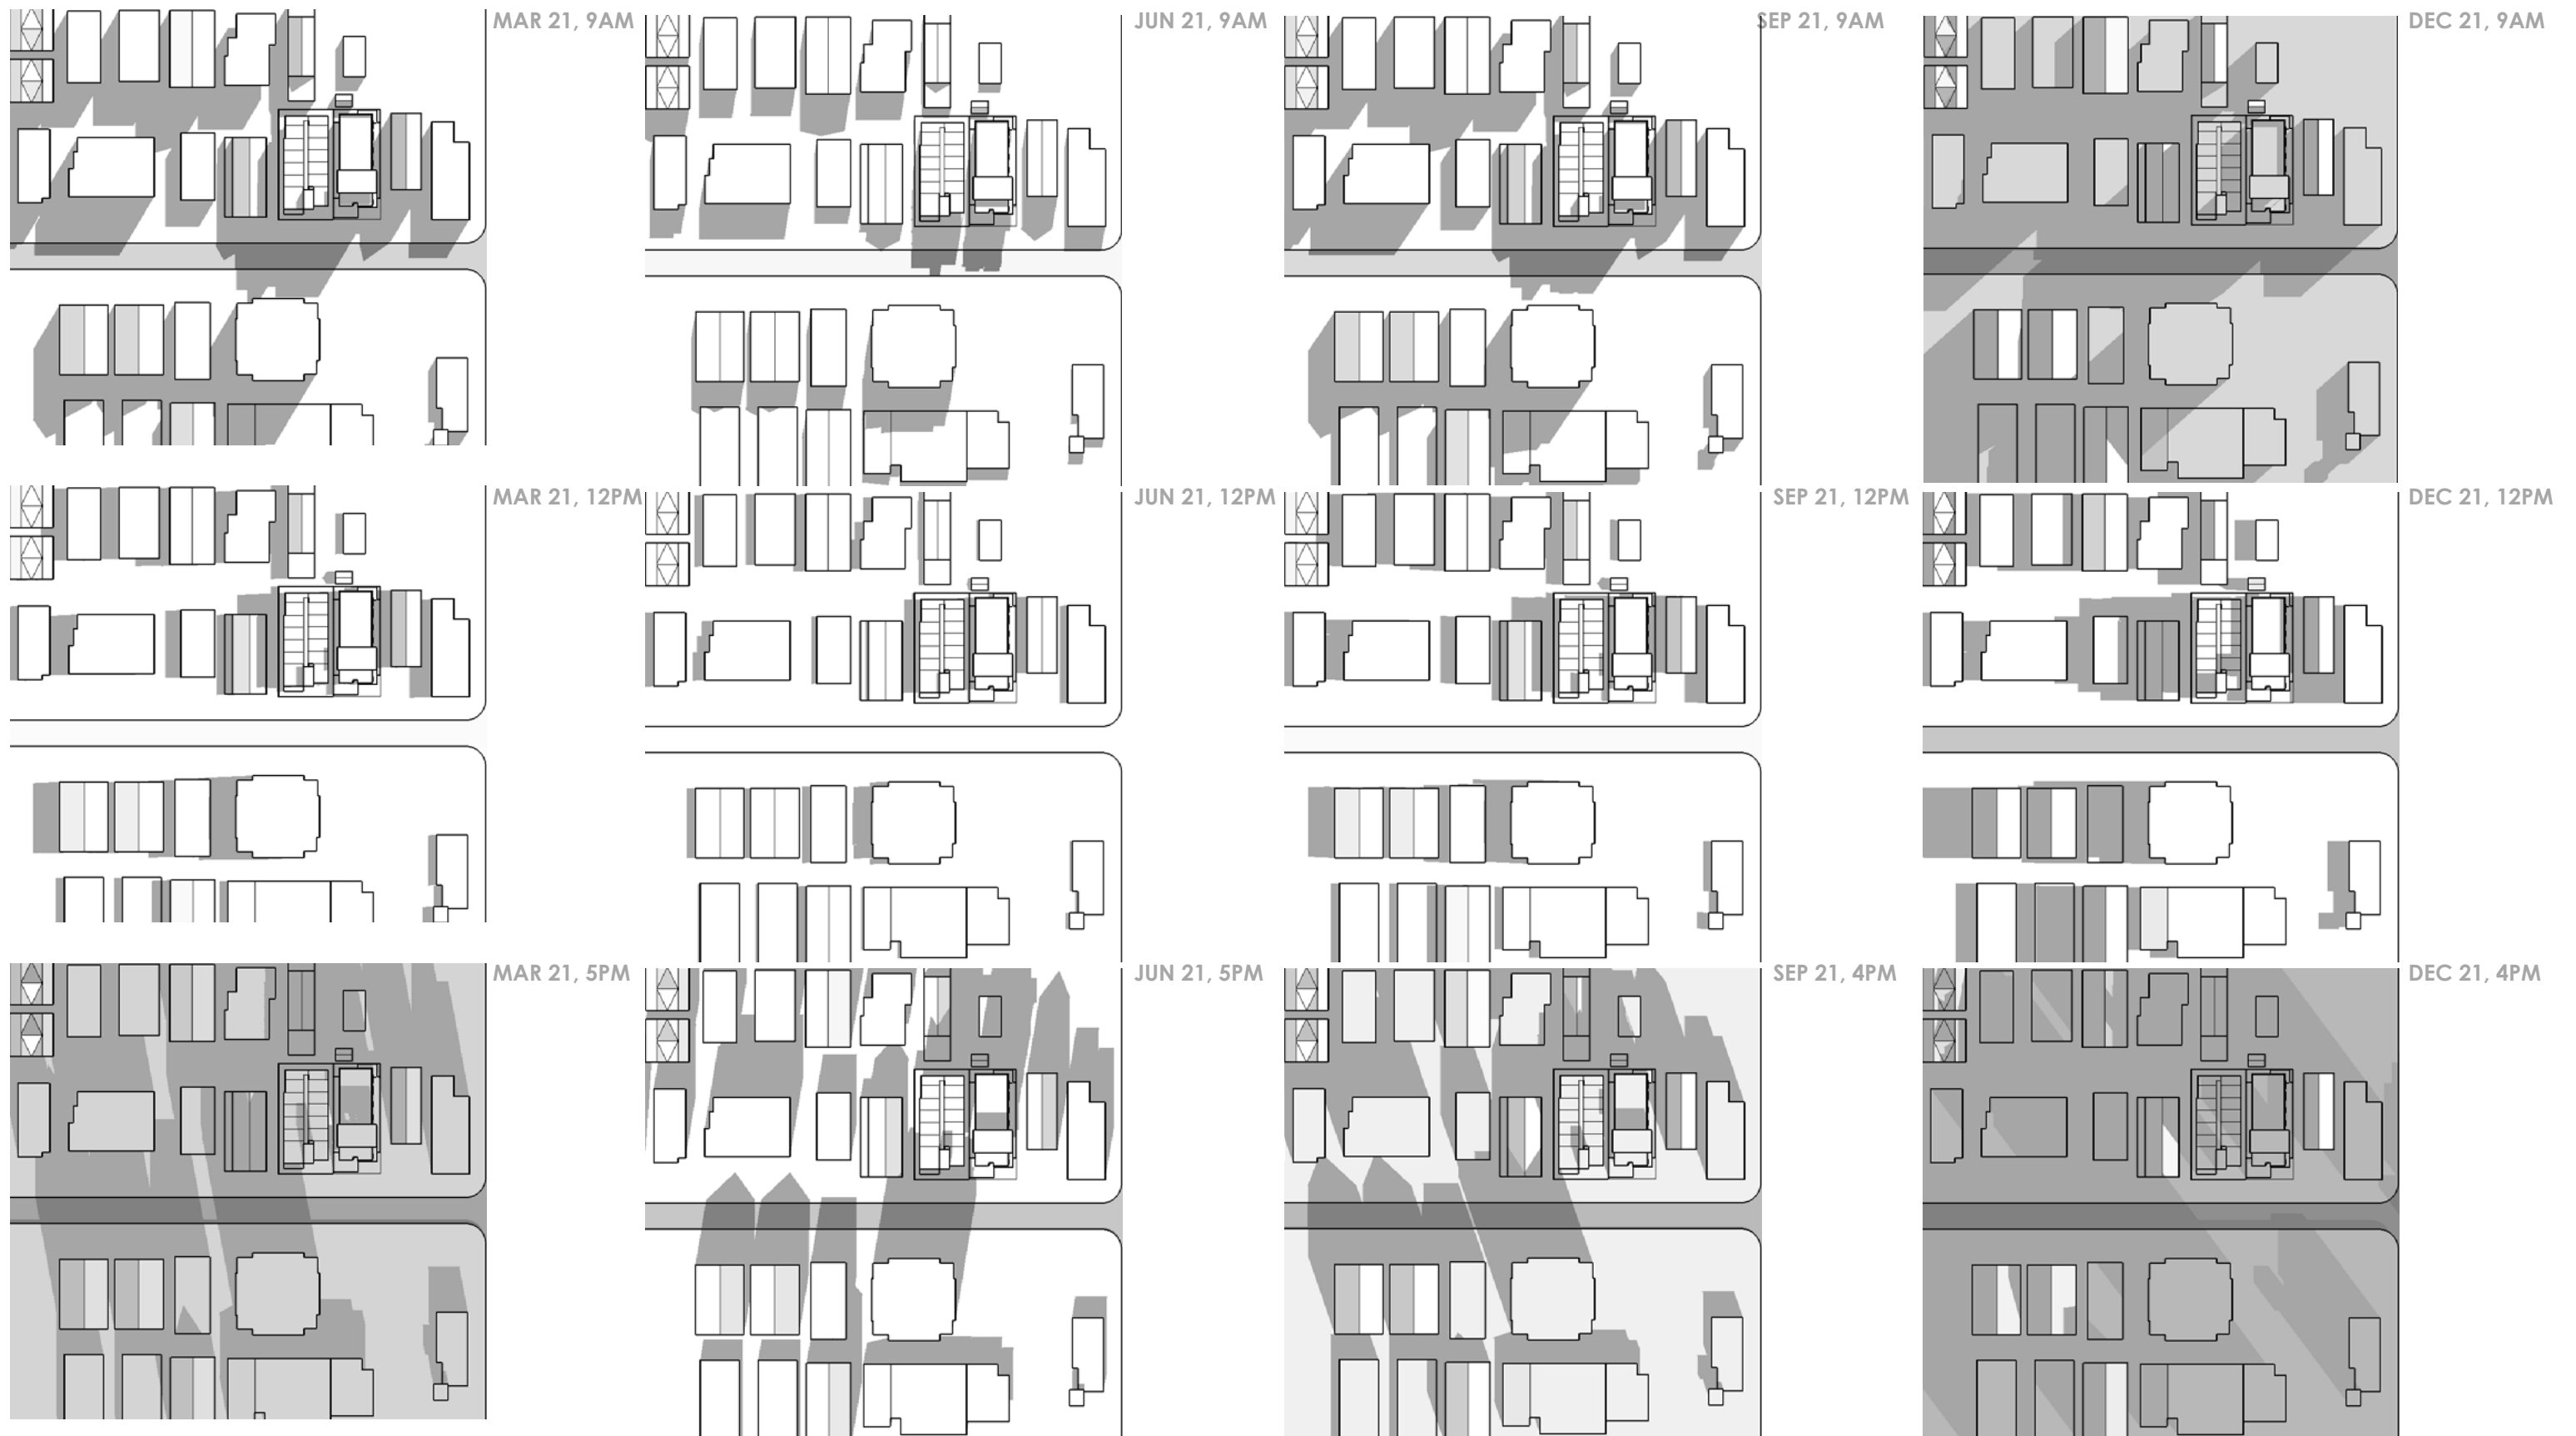 MAR 21, 9AM
JUN 21, 9AM
SEP 21, 9AM
DEC 21, 9AM
MAR 21, 12PM
JUN 21, 12PM
SEP 21, 12PM
DEC 21, 12PM
MAR 21, 5PM
JUN 21, 5PM
SEP 21, 4PM
DEC 21, 4PM